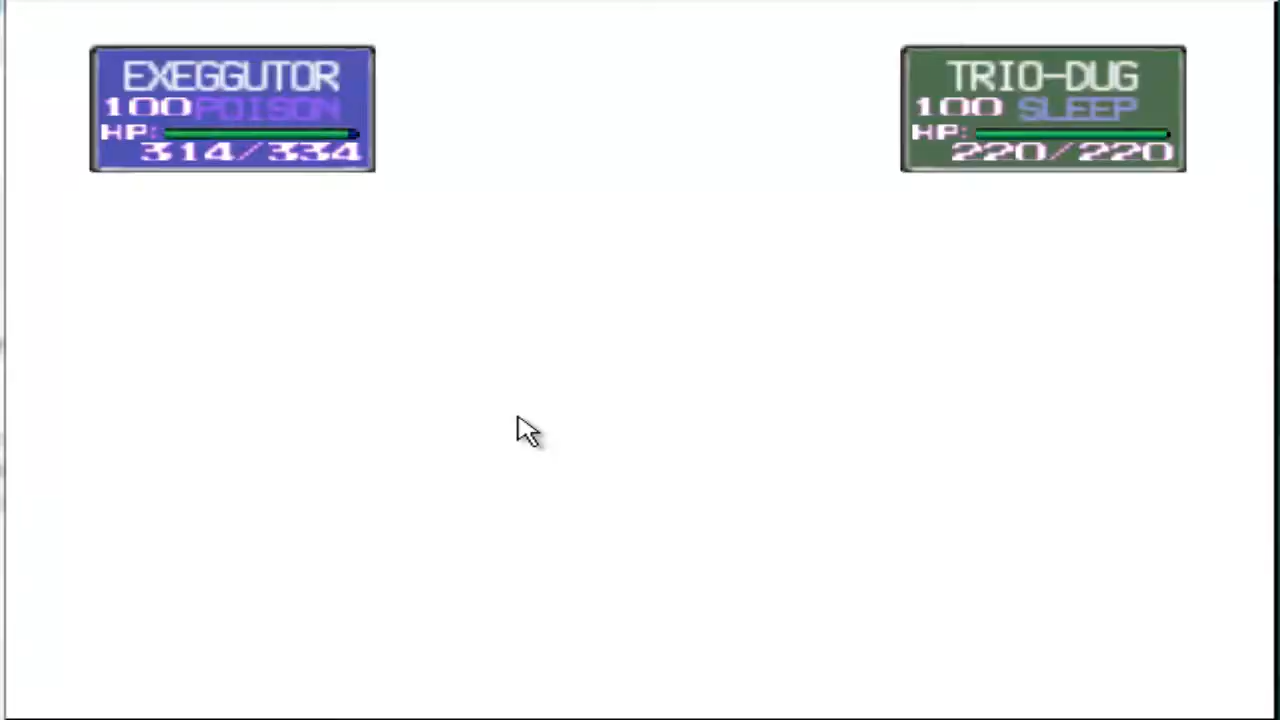 EXEGGUTOR
100 POISON
HP:
314/334
TRIO-DUG
100 SLEEP
HP:
220/220